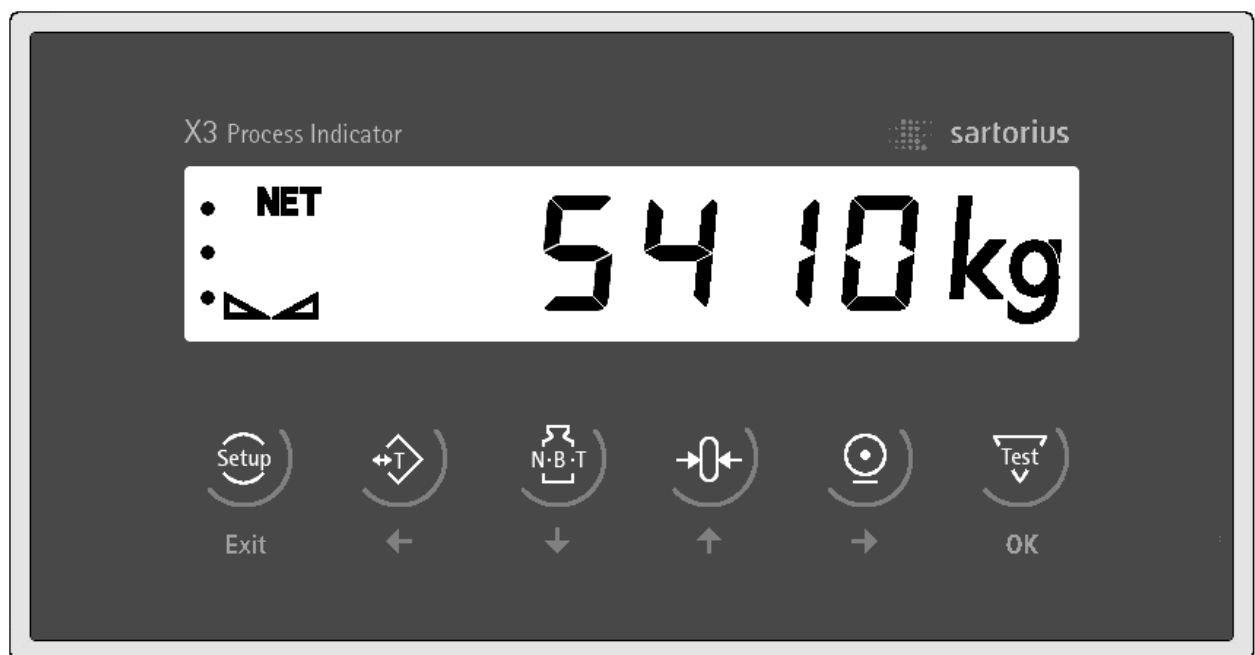 X3 Process Indicator sartorius
NET
5410 kg
Setup T N·B·T Test
Exit OK